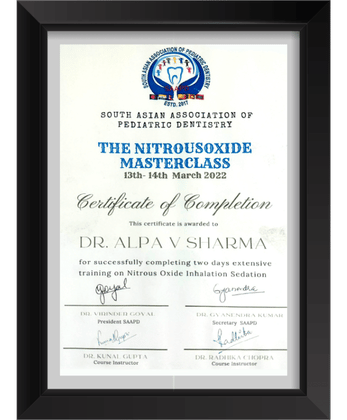 SOUTH ASIAN ASSOCIATION OF PEDIATRIC DENTISTRY
ESTD. 2017
SOUTH ASIAN ASSOCIATION OF
PEDIATRIC DENTISTRY
THE NITROUSOXIDE
MASTERCLASS
13th- 14th March 2022
Certificate of Completion
This certificate is awarded to
DR. ALPA V SHARMA
for successfully completing two days extensive
training on Nitrous Oxide Inhalation Sedation
DR. VIRINDER GOYAL
DR. GYANENDRA KUMAR
President SAAPD
Secretary SAAPD
DR. KUNAL GUPTA
DR. RADHIKA CHOPRA
Course Instructor
Course instructor